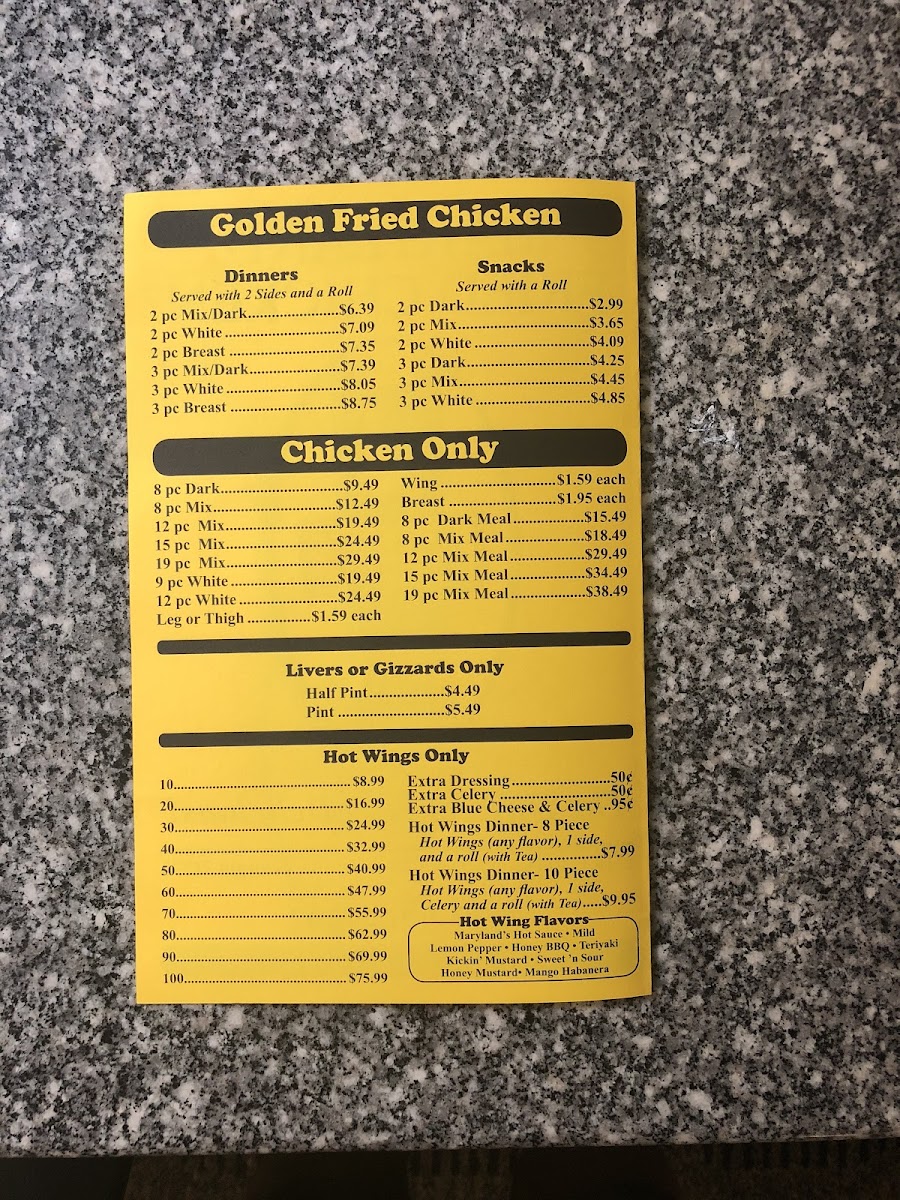 Golden Fried Chicken
Dinners
Served with 2 Sides and a Roll
2 pc Mix/Dark.......................$6.39
2 pc White.............................$7.09
2 pc Breast ............................$7.35
3 pc Mix/Dark.......................$7.39
3 pc White.............................$8.05
3 pc Breast ............................$8.75
Snacks
Served with a Roll
2 pc Dark...............................$2.99
2 pc Mix.................................$3.65
2 pc White .............................$4.09
3 pc Dark...............................$4.25
3 pc Mix.................................$4.45
3 pc White .............................$4.85
Chicken Only
8 pc Dark...............................$9.49
8 pc Mix...............................$12.49
12 pc Mix............................$19.49
15 pc Mix............................$24.49
19 pc Mix............................$29.49
9 pc White ...........................$19.49
12 pc White .........................$24.49
Leg or Thigh ................$1.59 each
Wing .............................$1.59 each
Breast ...........................$1.95 each
8 pc Dark Meal..................$15.49
8 pc Mix Meal....................$18.49
12 pc Mix Meal...................$29.49
15 pc Mix Meal...................$34.49
19 pc Mix Meal...................$38.49
Livers or Gizzards Only
Half Pint...................$4.49
Pint ...........................$5.49
Hot Wings Only
10............................................. $8.99
20...........................................$16.99
30...........................................$24.99
40...........................................$32.99
50...........................................$40.99
60...........................................$47.99
70...........................................$55.99
80...........................................$62.99
90...........................................$69.99
100.........................................$75.99
Extra Dressing.........................50¢
Extra Celery ............................50¢
Extra Blue Cheese & Celery ..95¢
Hot Wings Dinner- 8 Piece
Hot Wings (any flavor), 1 side,
and a roll (with Tea) ...............$7.99
Hot Wings Dinner- 10 Piece
Hot Wings (any flavor), 1 side,
Celery and a roll (with Tea).....$9.95
Hot Wing Flavors
Maryland's Hot Sauce • Mild
Lemon Pepper • Honey BBQ • Teriyaki
Kickin' Mustard • Sweet 'n Sour
Honey Mustard• Mango Habanera